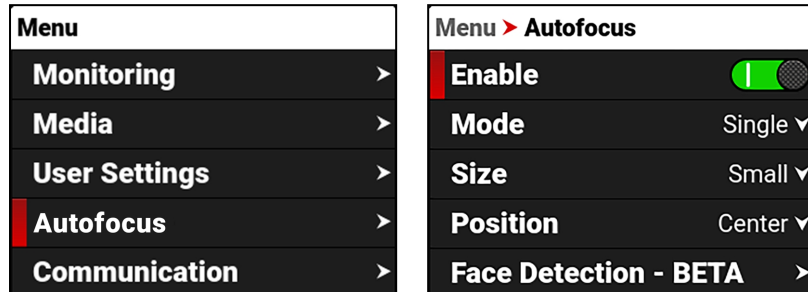 Menu
Monitoring
Media
User Settings
Autofocus
Communication
Menu Autofocus
Enable
Mode Single
Size Small
Position Center
Face Detection - BETA